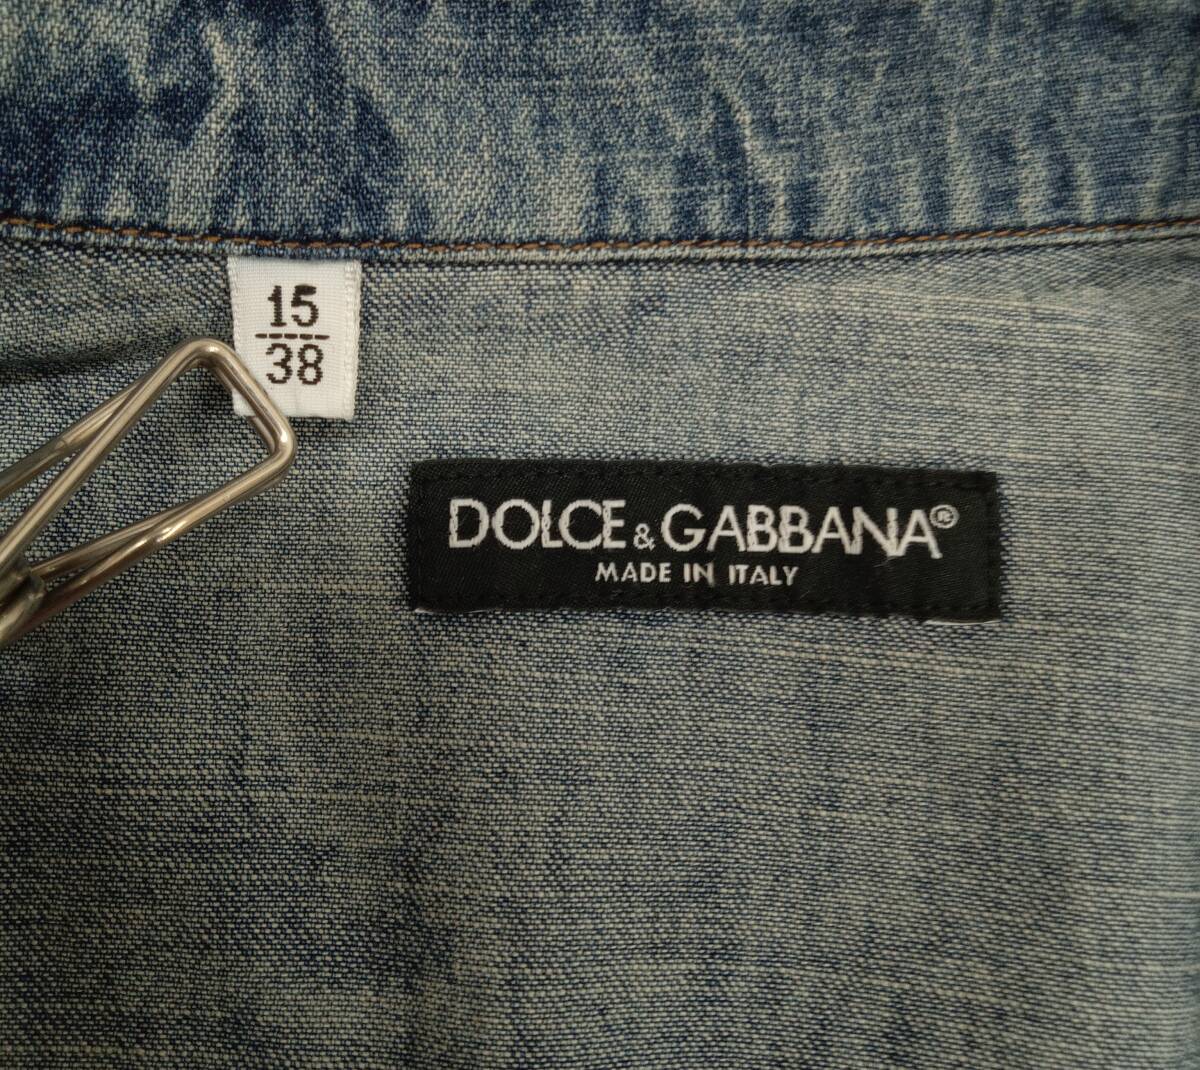 15
38
DOLCE & GABBANA®
MADE IN ITALY